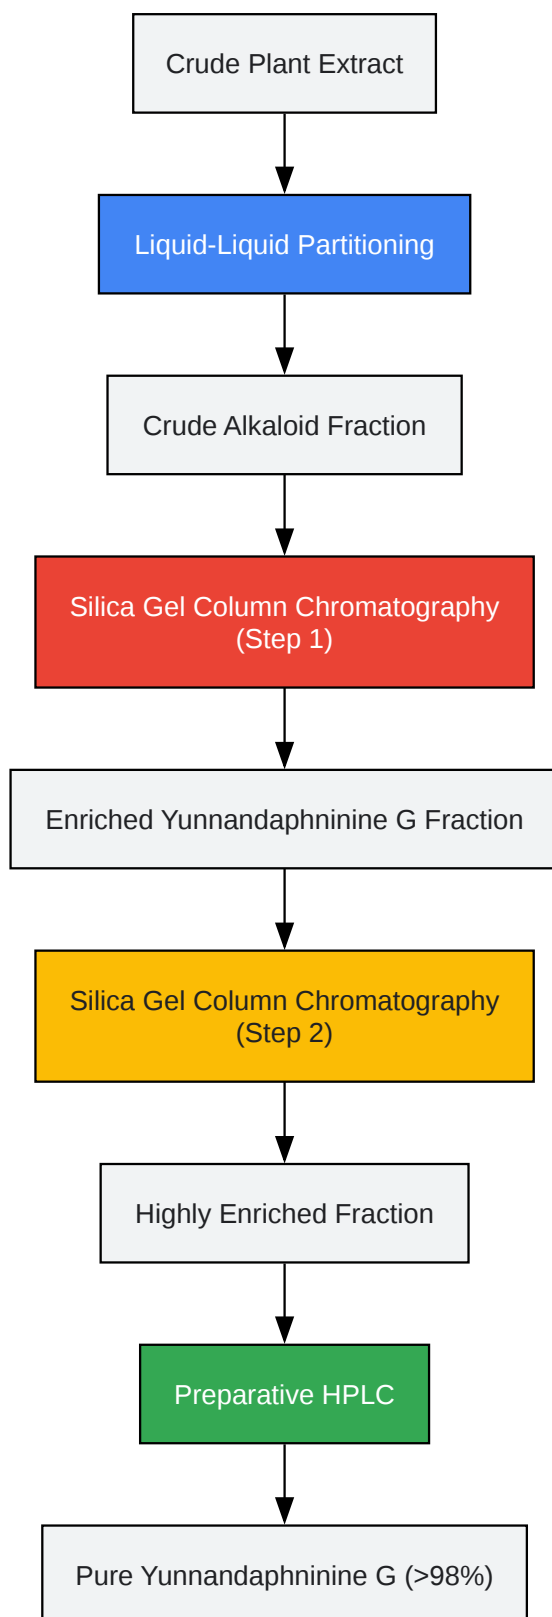 Crude Plant Extract
Liquid-Liquid Partitioning
Crude Alkaloid Fraction
Silica Gel Column Chromatography
(Step 1)
Enriched Yunnandaphninine G Fraction
Silica Gel Column Chromatography
(Step 2)
Highly Enriched Fraction
Preparative HPLC
Pure Yunnandaphninine G (>98%)